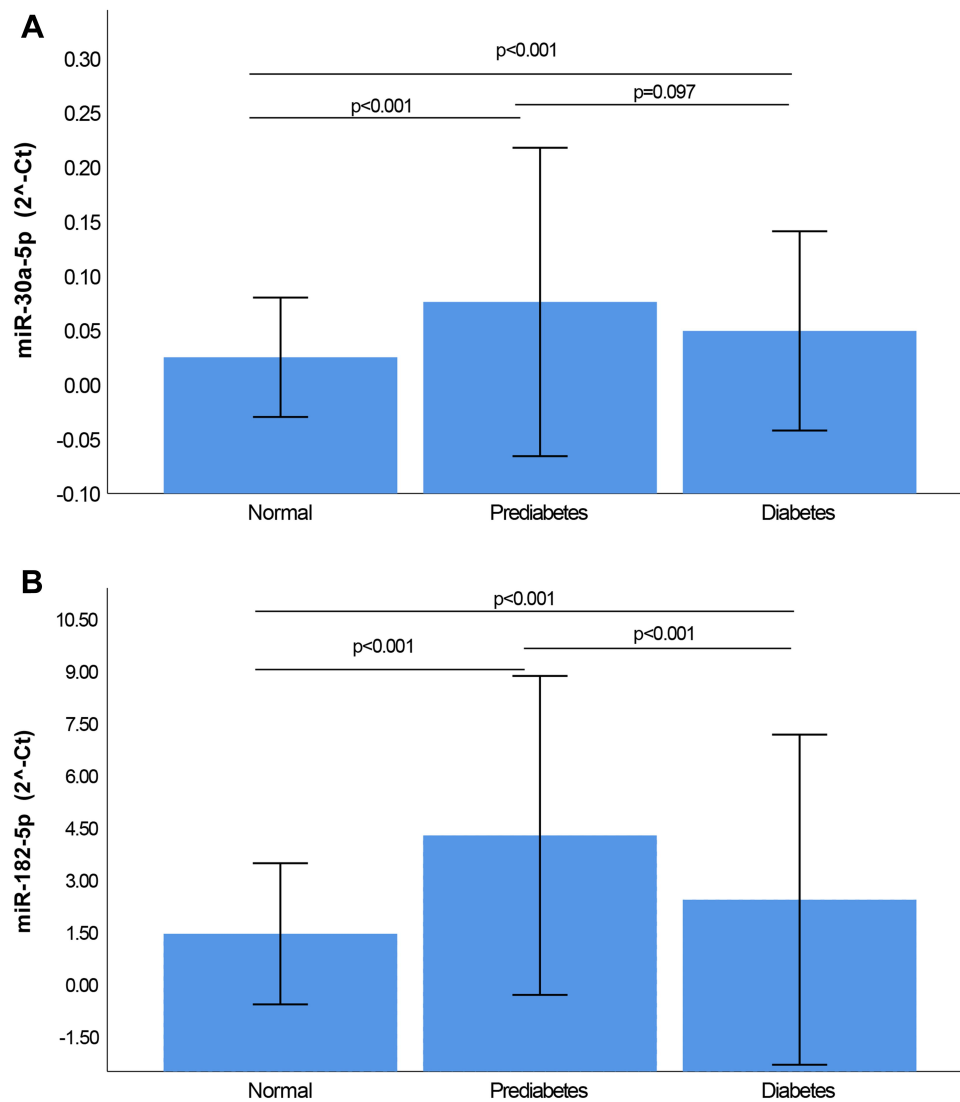 A
p<0.001
p=0.097
p<0.001
0.30
0.25
0.20
0.15
0.10
0.05
0.00
-0.05
-0.10
miR-30a-5p (2^-Ct)
Normal Prediabetes Diabetes
B
p<0.001
p<0.001
p<0.001
10.50
9.00
7.50
6.00
4.50
3.00
1.50
0.00
-1.50
miR-182-5p (2^-Ct)
Normal Prediabetes Diabetes